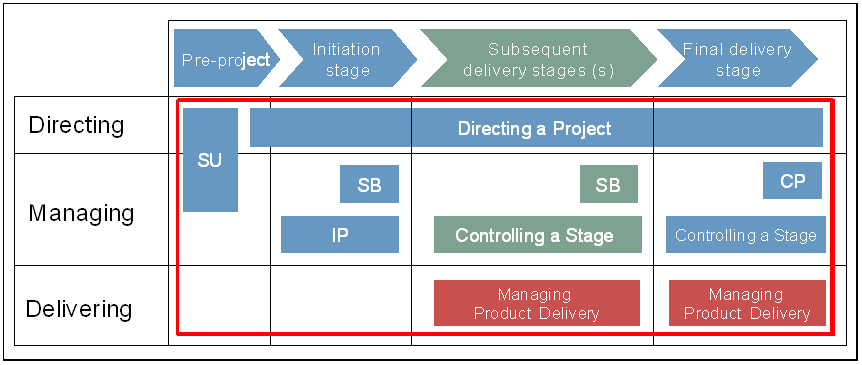 Pre-project
Initiation
stage
Subsequent
delivery stages (s)
Final delivery
stage
Directing
SU
Directing a Project
Managing
SB
SB
CP
IP
Controlling a Stage
Controlling a Stage
Delivering
Managing
Product Delivery
Managing
Product Delivery